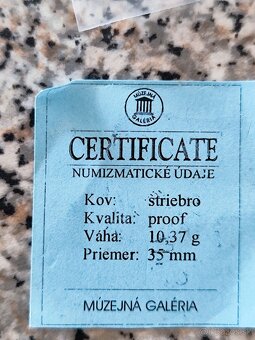 MÚZEJNÁ
GALÉRIA
CERTIFICATE
NUMIZMATICKÉ ÚDAJE
Kov: striebro
Kvalita: proof
Váha: 10,37 g
Priemer: 35 mm
MÚZEJNÁ GALÉRIA